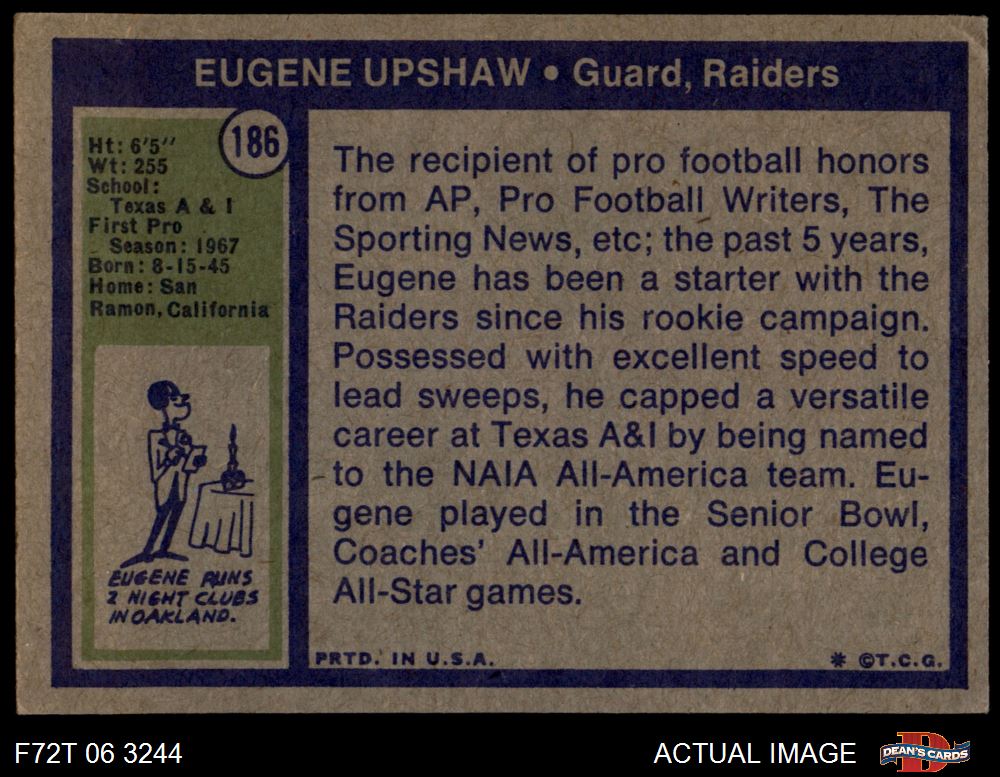 EUGENE UPSHAW • Guard, Raiders
186
Ht: 6'5"
Wt: 255
School:
Texas A & I
First Pro
Season: 1967
Born: 8-15-45
Home: San
Ramon, California
EUGENE RUNS
2 NIGHT CLUBS
IN OAKLAND.
The recipient of pro football honors
from AP, Pro Football Writers, The
Sporting News, etc; the past 5 years,
Eugene has been a starter with the
Raiders since his rookie campaign.
Possessed with excellent speed to
lead sweeps, he capped a versatile
career at Texas A&I by being named
to the NAIA All-America team. Eu-
gene played in the Senior Bowl,
Coaches' All-America and College
All-Star games.
PRTD. IN U.S.A.
* ©T.C.G.
F72T 06 3244
ACTUAL IMAGE
D
DEAN'S CARDS